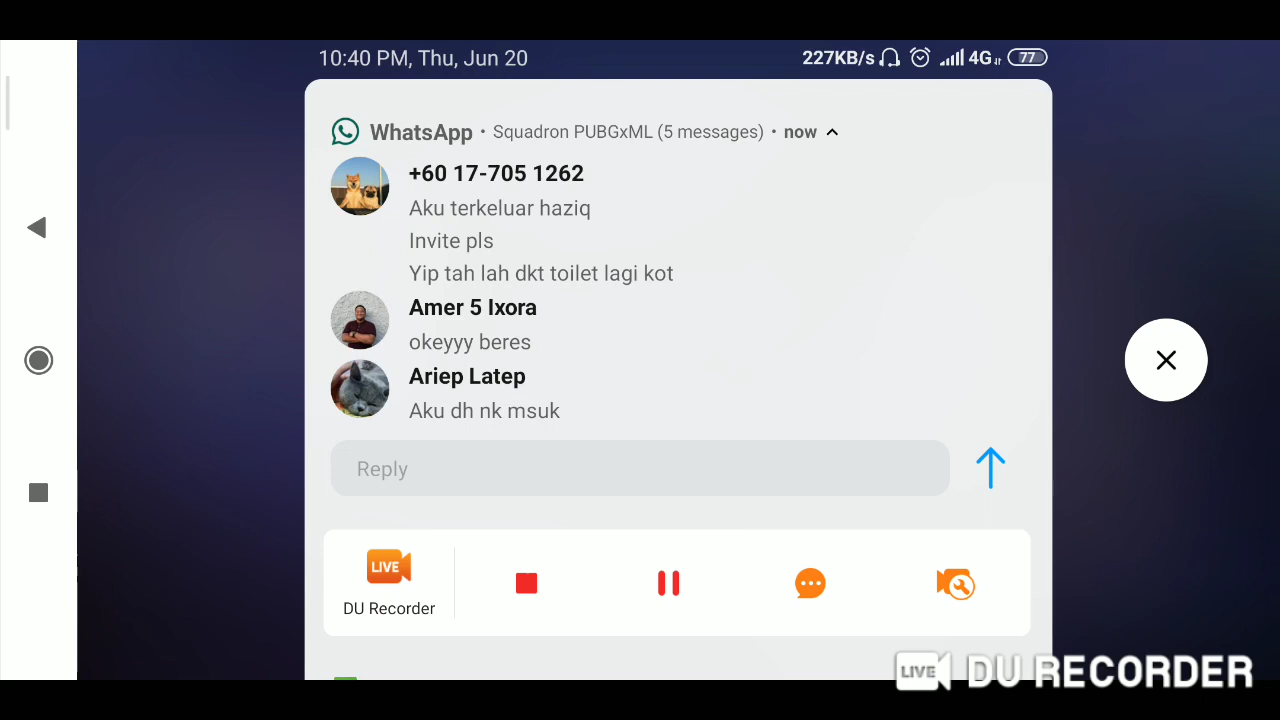 10:40 PM, Thu, Jun 20
227KB/s 4G 77
WhatsApp • Squadron PUBGxML (5 messages) • now
+60 17-705 1262
Aku terkeluar haziq
Invite pls
Yip tah lah dkt toilet lagi kot
Amer 5 Ixora
okeyyy beres
Ariep Latep
Aku dh nk msuk
Reply
LIVE
DU Recorder
LIVE DU RECORDER